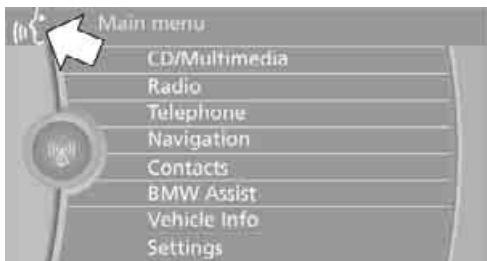 Main menu
CD/Multimedia
Radio
Telephone
Navigation
Contacts
BMW Assist
Vehicle Info
Settings